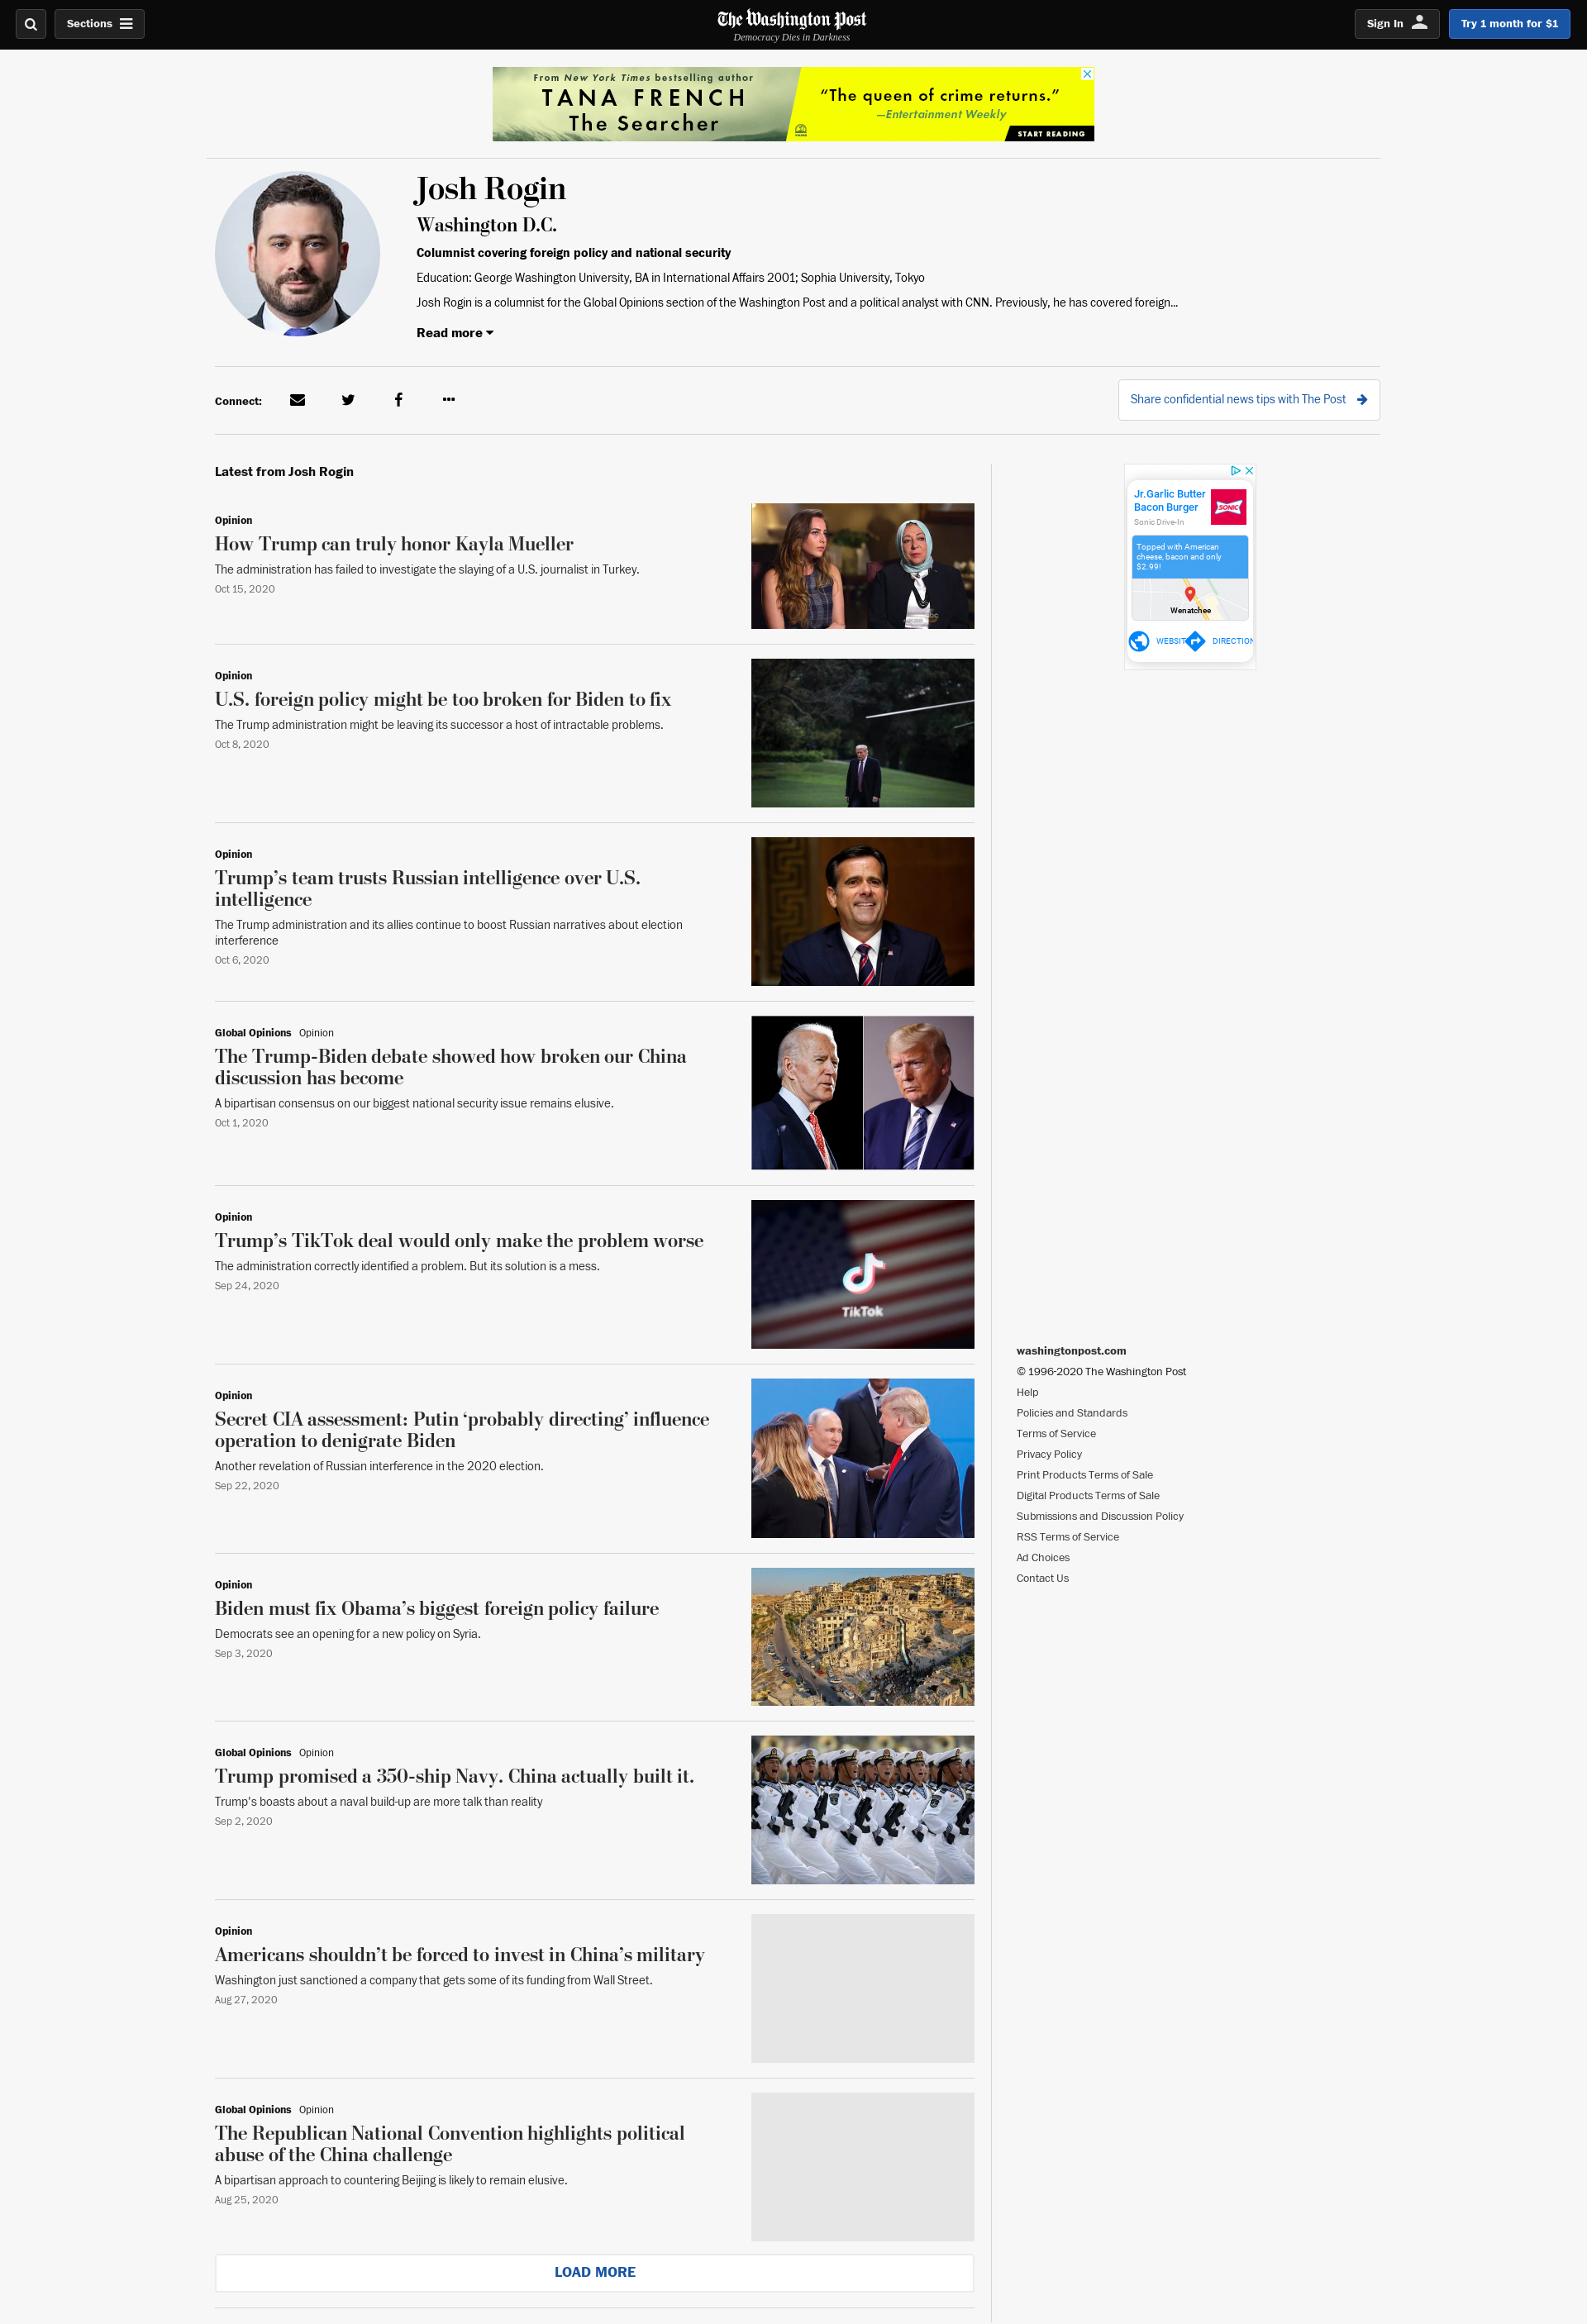 Sections
The Washington Post
Democracy Dies in Darkness
Sign In
Try 1 month for $1
From New York Times bestselling author
TANA FRENCH
The Searcher
"The queen of crime returns."
—Entertainment Weekly
START READING
Josh Rogin
Washington D.C.
Columnist covering foreign policy and national security
Education: George Washington University, BA in International Affairs 2001; Sophia University, Tokyo
Josh Rogin is a columnist for the Global Opinions section of the Washington Post and a political analyst with CNN. Previously, he has covered foreign...
Read more
Connect:
Share confidential news tips with The Post
Latest from Josh Rogin
Opinion
How Trump can truly honor Kayla Mueller
The administration has failed to investigate the slaying of a U.S. journalist in Turkey.
Oct 15, 2020
Opinion
U.S. foreign policy might be too broken for Biden to fix
The Trump administration might be leaving its successor a host of intractable problems.
Oct 8, 2020
Opinion
Trump’s team trusts Russian intelligence over U.S.
intelligence
The Trump administration and its allies continue to boost Russian narratives about election
interference
Oct 6, 2020
Global Opinions Opinion
The Trump-Biden debate showed how broken our China
discussion has become
A bipartisan consensus on our biggest national security issue remains elusive.
Oct 1, 2020
Opinion
Trump’s TikTok deal would only make the problem worse
The administration correctly identified a problem. But its solution is a mess.
Sep 24, 2020
TikTok
Opinion
Secret CIA assessment: Putin ‘probably directing’ influence
operation to denigrate Biden
Another revelation of Russian interference in the 2020 election.
Sep 22, 2020
Opinion
Biden must fix Obama’s biggest foreign policy failure
Democrats see an opening for a new policy on Syria.
Sep 3, 2020
Global Opinions Opinion
Trump promised a 350-ship Navy. China actually built it.
Trump's boasts about a naval build-up are more talk than reality
Sep 2, 2020
Opinion
Americans shouldn’t be forced to invest in China’s military
Washington just sanctioned a company that gets some of its funding from Wall Street.
Aug 27, 2020
Global Opinions Opinion
The Republican National Convention highlights political
abuse of the China challenge
A bipartisan approach to countering Beijing is likely to remain elusive.
Aug 25, 2020
LOAD MORE
Jr.Garlic Butter
Bacon Burger
Sonic Drive-In
SONIC
Topped with American
cheese, bacon and only
$2.99!
Wenatchee
WEBSIT
DIRECTION
washingtonpost.com
© 1996-2020 The Washington Post
Help
Policies and Standards
Terms of Service
Privacy Policy
Print Products Terms of Sale
Digital Products Terms of Sale
Submissions and Discussion Policy
RSS Terms of Service
Ad Choices
Contact Us